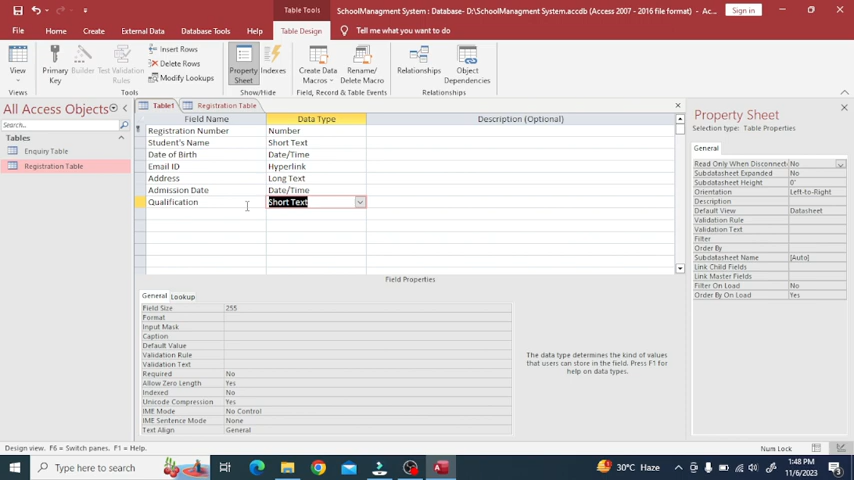 Table Tools
SchoolManagment System : Database- D:\SchoolManagment System.accdb (Access 2007 - 2016 file format) - Ac...
Sign in
File
Home
Create
External Data
Database Tools
Help
Table Design
Tell me what you want to do
View
Primary Key
Builder
Test Validation Rules
Insert Rows
Delete Rows
Modify Lookups
Property Sheet
Indexes
Create Data Macros
Rename/ Delete Macro
Relationships
Object Dependencies
Views
Tools
Show/Hide
Field, Record & Table Events
Relationships
All Access Objects
Search...
Tables
Enquiry Table
Registration Table
Table1
Registration Table
Field Name Data Type Description (Optional)
Registration Number Number
Student's Name Short Text
Date of Birth Date/Time
Email ID Hyperlink
Address Long Text
Admission Date Date/Time
Qualification Short Text
Field Properties
General Lookup
Field Size 255
Format
Input Mask
Caption
Default Value
Validation Rule
Validation Text
Required No
Allow Zero Length Yes
Indexed No
Unicode Compression Yes
IME Mode No Control
IME Sentence Mode None
Text Align General
The data type determines the kind of values
that users can store in the field. Press F1 for
help on data types.
Property Sheet
Selection type: Table Properties
General
Read Only When Disconnect No
Subdatasheet Expanded No
Subdatasheet Height 0"
Orientation Left-to-Right
Description
Default View Datasheet
Validation Rule
Validation Text
Filter
Order By
Subdatasheet Name [Auto]
Link Child Fields
Link Master Fields
Filter On Load No
Order By On Load Yes
Design view. F6 = Switch panes. F1 = Help.
Num Lock
Type here to search
30°C Haze
1:48 PM
11/6/2023